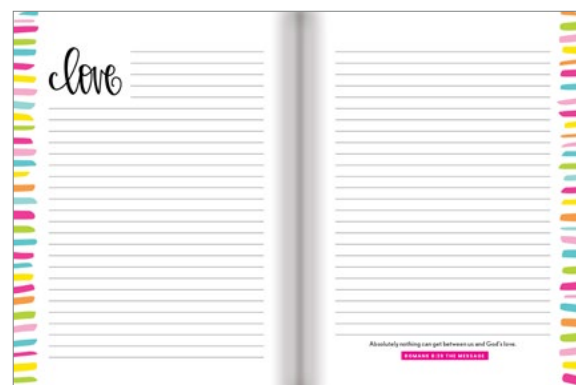 love
Absolutely nothing can get between us and God's love.
ROMANS 8:39 THE MESSAGE